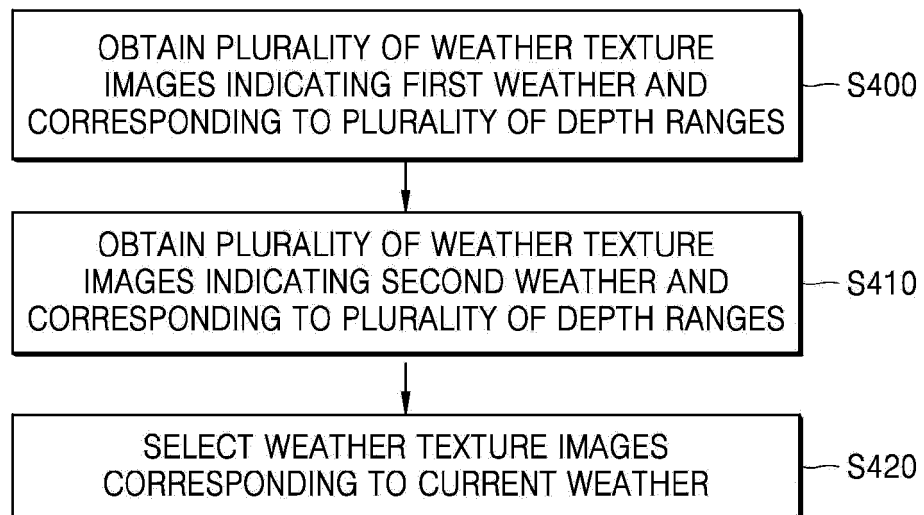 OBTAIN PLURALITY OF WEATHER TEXTURE
IMAGES INDICATING FIRST WEATHER AND
CORRESPONDING TO PLURALITY OF DEPTH RANGES
S400
OBTAIN PLURALITY OF WEATHER TEXTURE
IMAGES INDICATING SECOND WEATHER AND
CORRESPONDING TO PLURALITY OF DEPTH RANGES
S410
SELECT WEATHER TEXTURE IMAGES
CORRESPONDING TO CURRENT WEATHER
S420